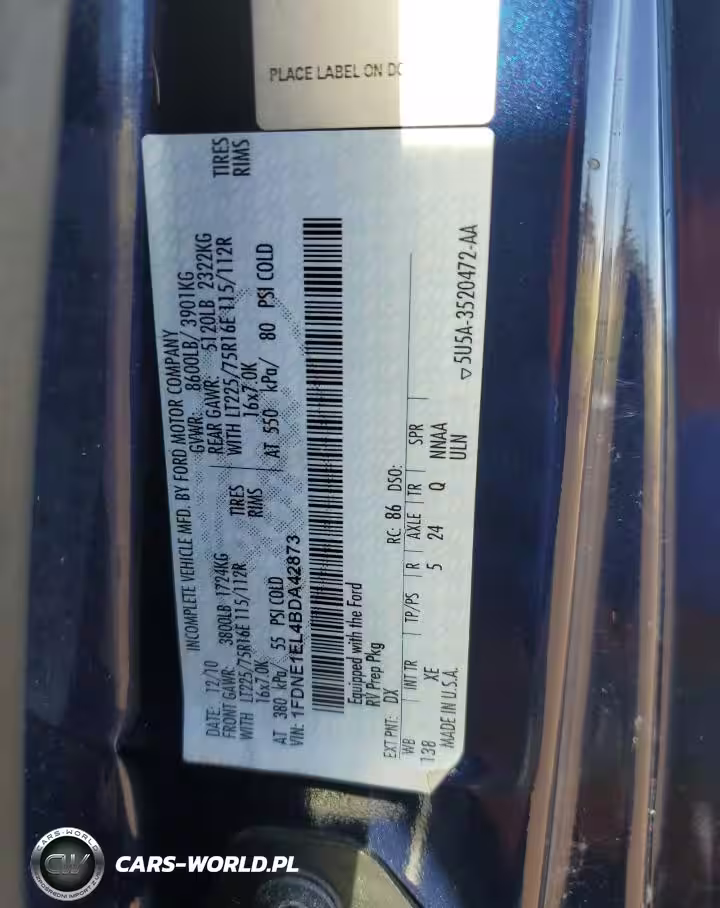 PLACE LABEL ON DO
INCOMPLETE VEHICLE MFD. BY FORD MOTOR COMPANY
DATE: 12/10 GVWR: 8600LB/ 3901KG
FRONT GAWR: 3800LB 1724KG REAR GAWR: 5120LB 2322KG
WITH LT225/75R16E 115/112R TIRES WITH LT225/75R16E 115/112R TIRES
16x7.0K RIMS 16x7.0K RIMS
AT 380 kPa/ 55 PSI COLD AT 550 kPa/ 80 PSI COLD
VIN: 1FDNE1EL4BDA42873
Equipped with the Ford
RV Prep Pkg
EXT PNT: DX RC: 86 DSO:
WB INT TR TP/PS R AXLE TR SPR
138 XE 5 24 Q NNAA
MADE IN U.S.A. ULN
▽5U5A-3520472-AA
CARS-WORLD
CW
CARS-WORLD.PL